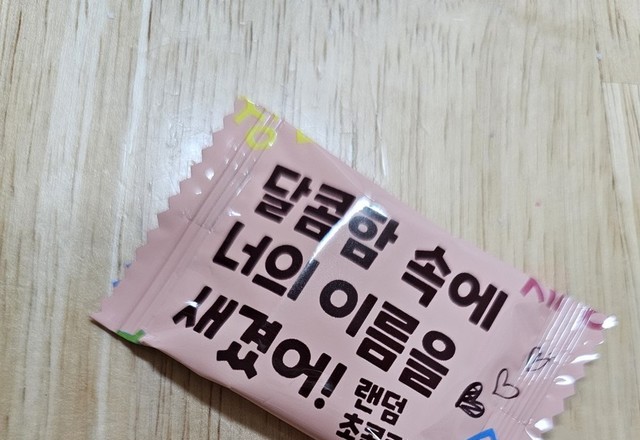 달콤함 속에
너의 이름을
새겼어!
랜덤